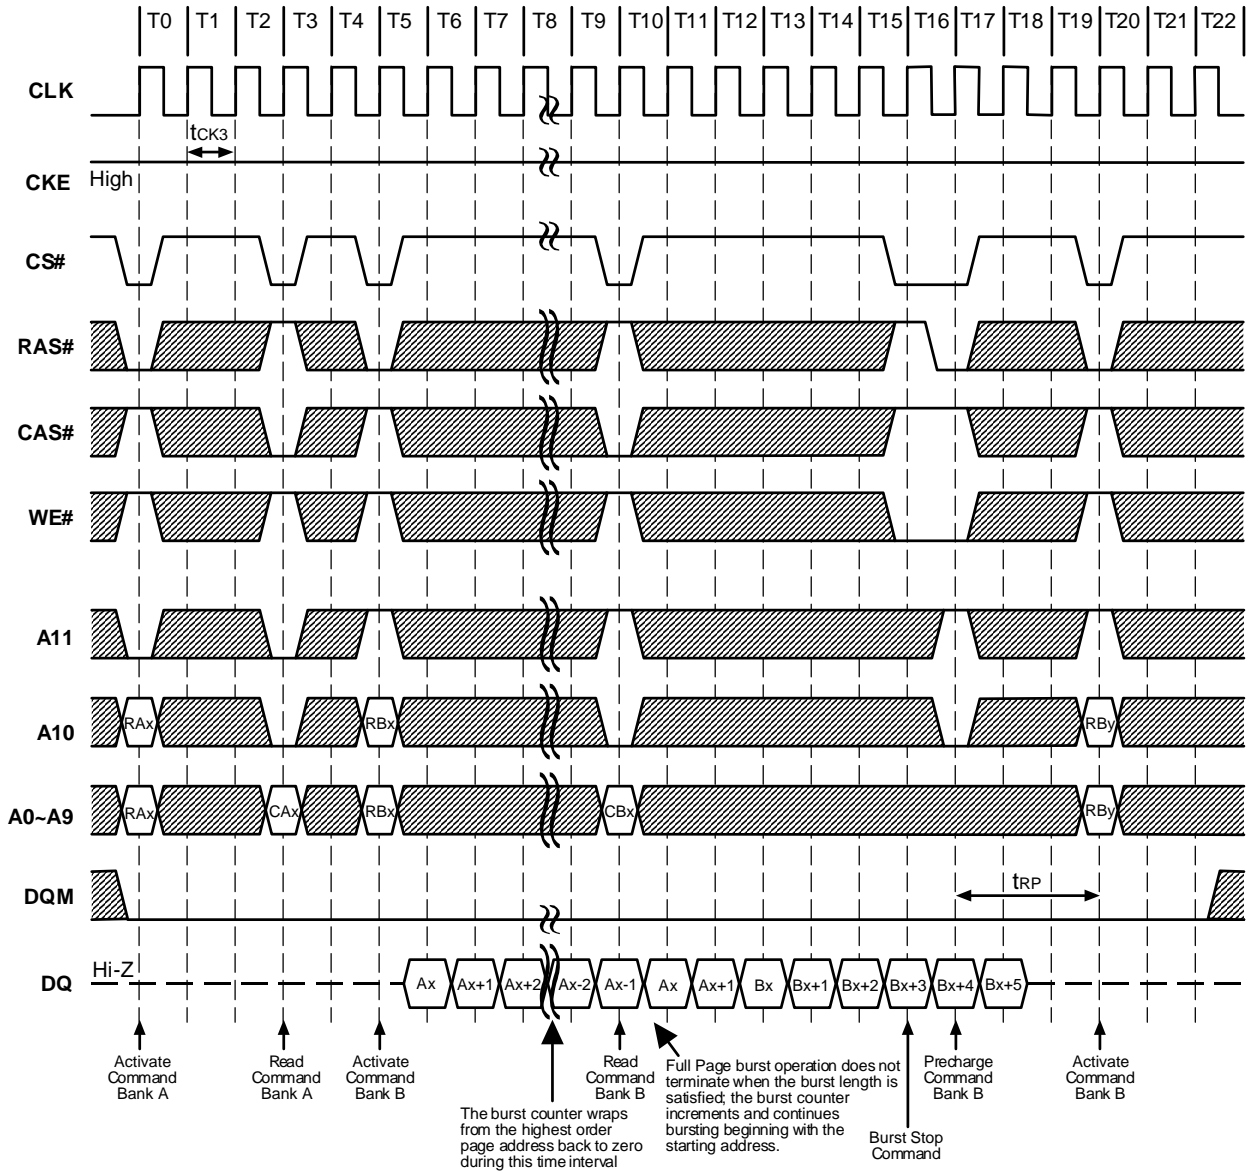 T0 T1 T2 T3 T4 T5 T6 T7 T8 T9 T10 T11 T12 T13 T14 T15 T16 T17 T18 T19 T20 T21 T22
CLK
tCK3
CKE
High
CS#
RAS#
CAS#
WE#
A11
A10
RAx RBx RBy
A0~A9
RAx CAx RBx CBx RBy
DQM
tRP
DQ
Hi-Z
Ax Ax+1 Ax+2 Ax-2 Ax-1 Ax Ax+1 Bx Bx+1 Bx+2 Bx+3 Bx+4 Bx+5
Activate
Command
Bank A
Read
Command
Bank A
Activate
Command
Bank B
The burst counter wraps
from the highest order
page address back to zero
during this time interval
Read
Command
Bank B
Full Page burst operation does not
terminate when the burst length is
satisfied; the burst counter
increments and continues
bursting beginning with the
starting address.
Burst Stop
Command
Precharge
Command
Bank B
Activate
Command
Bank B